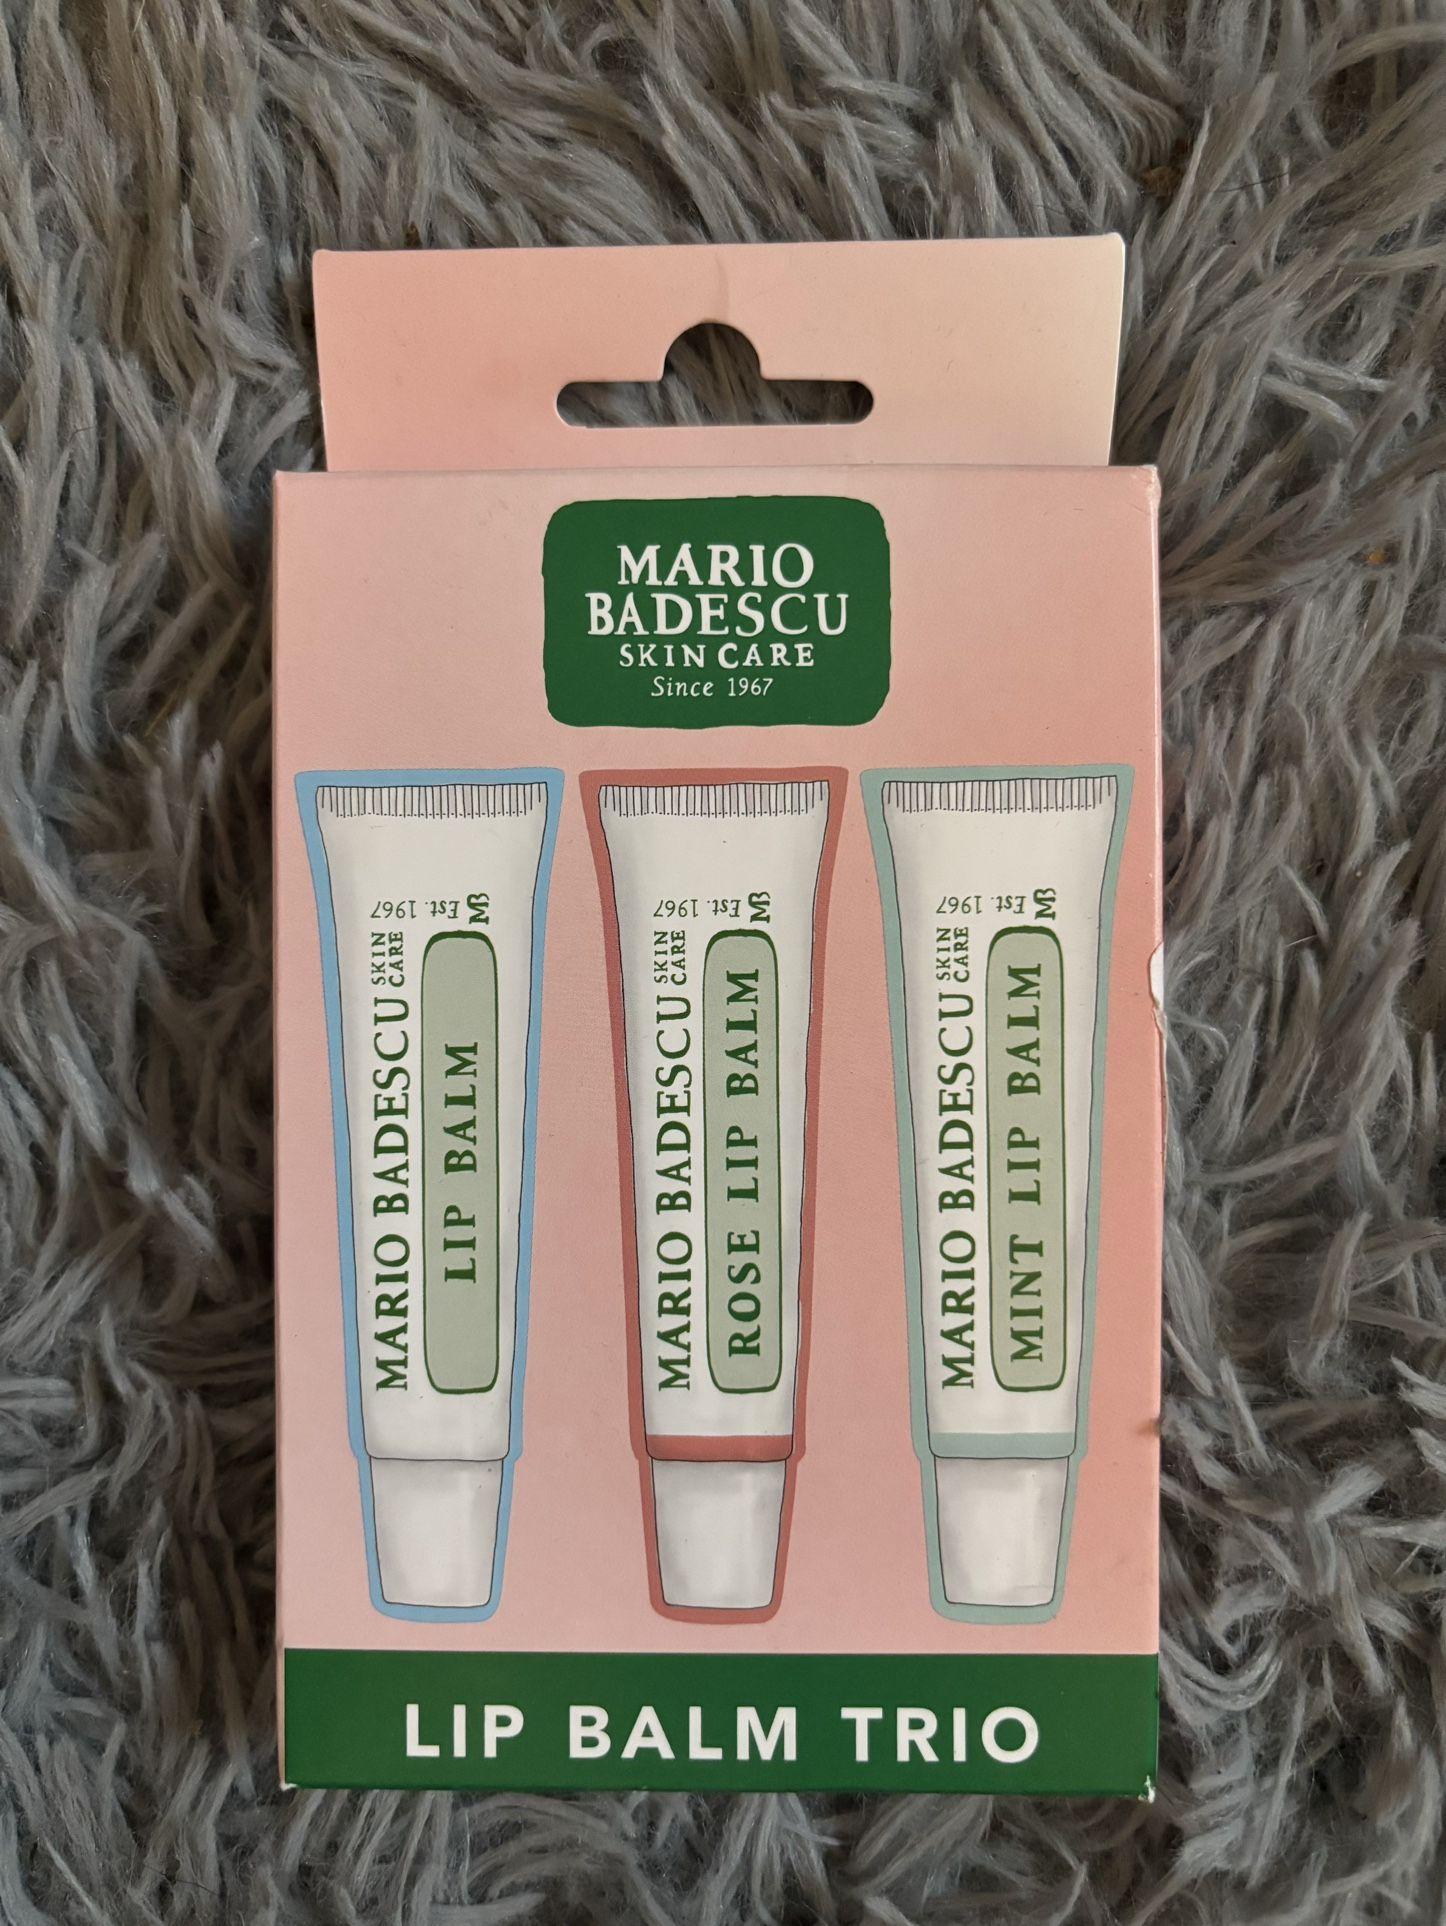 MARIO
BADESCU
SKIN CARE
Since 1967
MARIO BADESCU SKIN CARE
LIP BALM
Est. 1967
MB
MARIO BADESCU SKIN CARE
ROSE LIP BALM
Est. 1967
MB
MARIO BADESCU SKIN CARE
MINT LIP BALM
Est. 1967
MB
LIP BALM TRIO